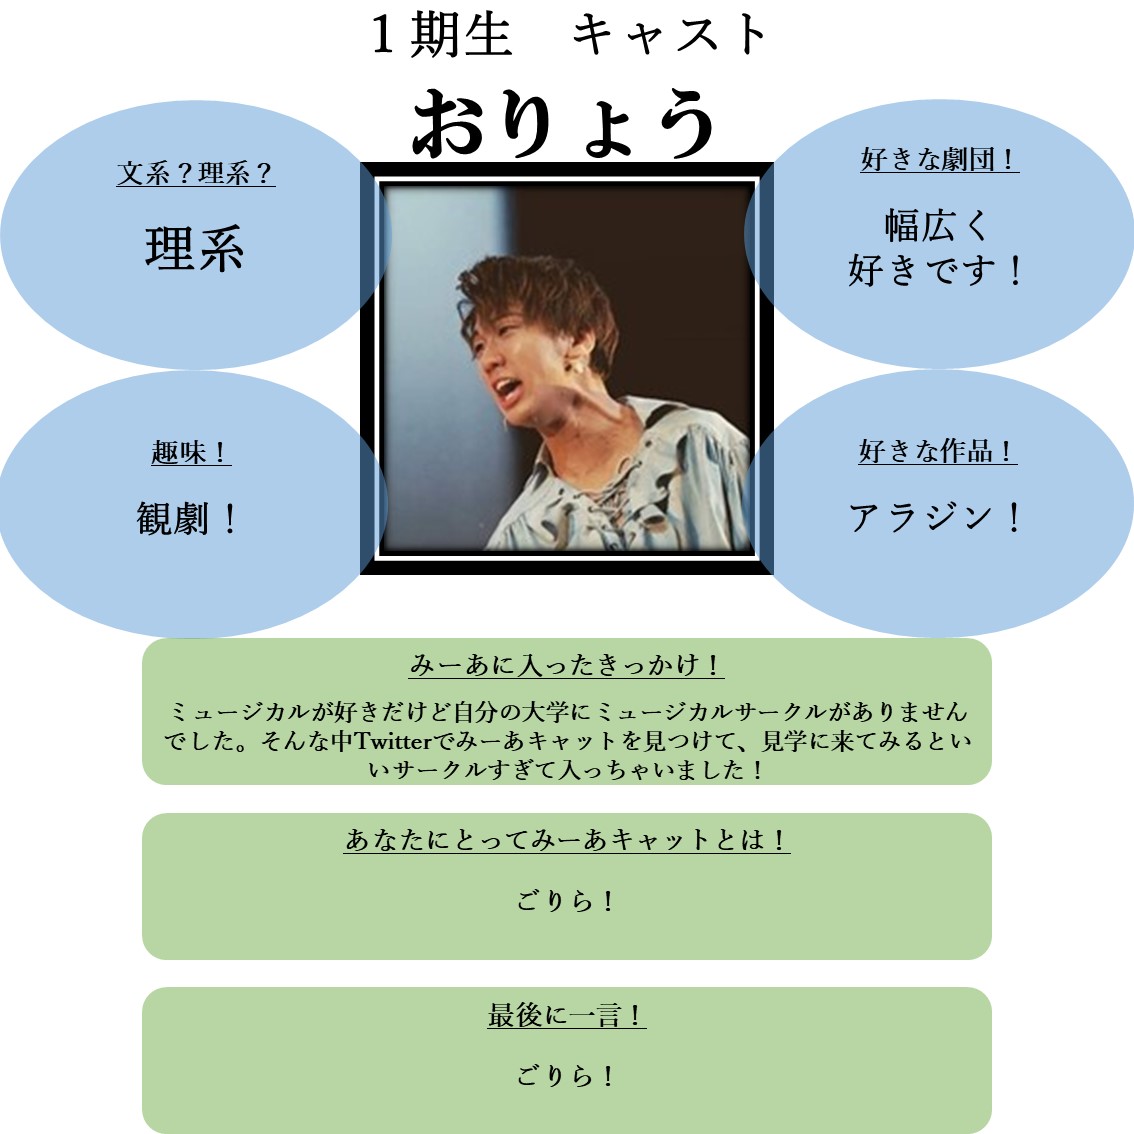 １期生　キャスト
おりょう
文系？理系？
理系
好きな劇団！
幅広く
好きです！
趣味！
観劇！
好きな作品！
アラジン！
みーあに入ったきっかけ！
ミュージカルが好きだけど自分の大学にミュージカルサークルがありません
でした。そんな中Twitterでみーあキャットを見つけて、見学に来てみるとい
いサークルすぎて入っちゃいました！
あなたにとってみーあキャットとは！
ごりら！
最後に一言！
ごりら！